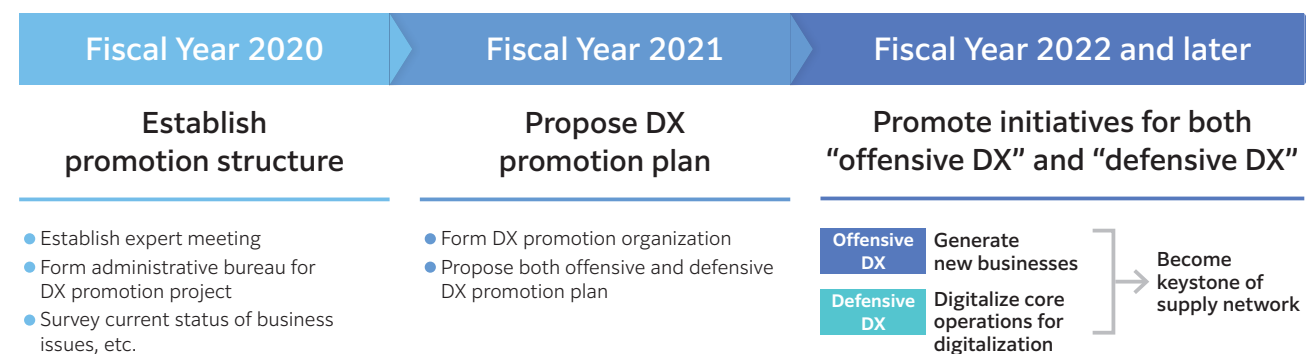 Fiscal Year 2020
Fiscal Year 2021
Fiscal Year 2022 and later
Establish
promotion structure
Propose DX
promotion plan
Promote initiatives for both
“offensive DX” and “defensive DX”
Establish expert meeting
Form administrative bureau for
DX promotion project
Survey current status of business
issues, etc.
Form DX promotion organization
Propose both offensive and defensive
DX promotion plan
Offensive
DX
Generate
new businesses
Defensive
DX
Digitalize core
operations for
digitalization
Become
keystone of
supply network